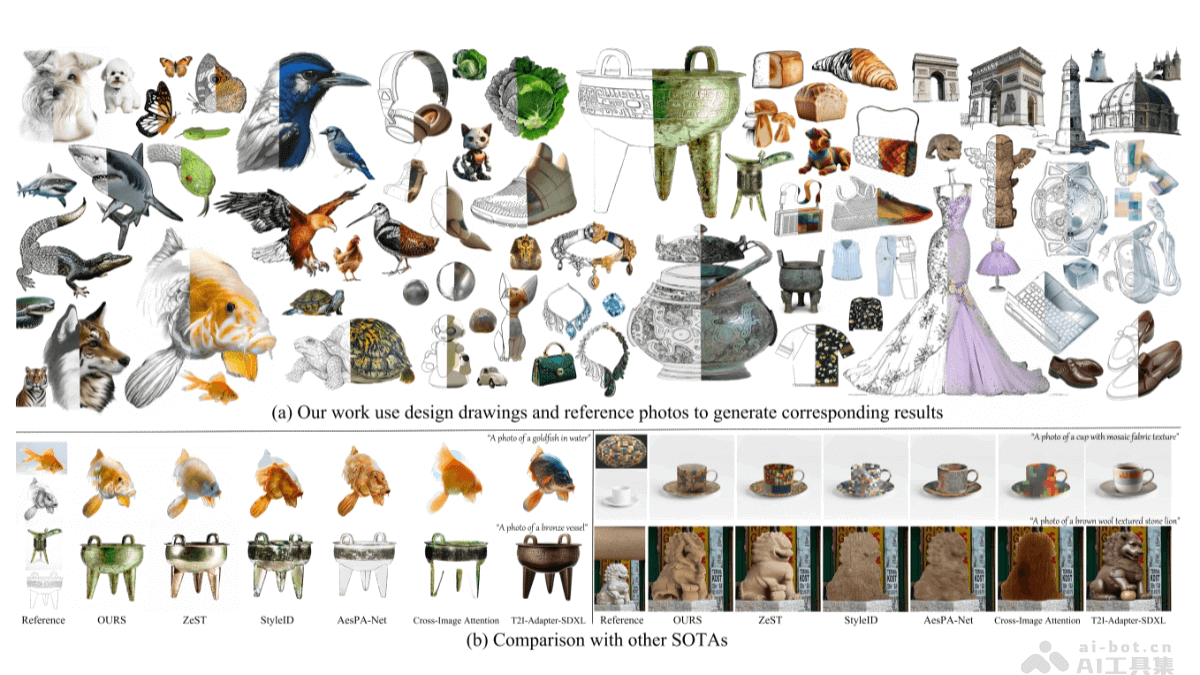 (a) Our work use design drawings and reference photos to generate corresponding results
"A photo of a goldfish in water"
"A photo of a bronze vessel"
"A photo of a cup with mosaic fabric texture"
"A photo of a brown wool textured stone lion"
KOST
KOST
Reference OURS ZeST StyleID AesPA-Net Cross-Image Attention T2I-Adapter-SDXL
Reference OURS ZeST StyleID AesPA-Net Cross-Image Attention T2I-Adapter-SDXL
(b) Comparison with other SOTAs
ai-bot.cn
AI工具集